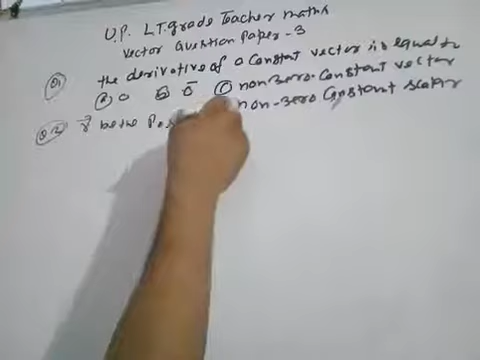 U.P. L.T. grade Teacher maths
Vector Question Paper - 3
Q1 the derivative of a constant vector is equal to
(a) 0 (b) 0̅ (c) non zero. constant vector
non-zero constant scalar
Q2 r⃗ be the